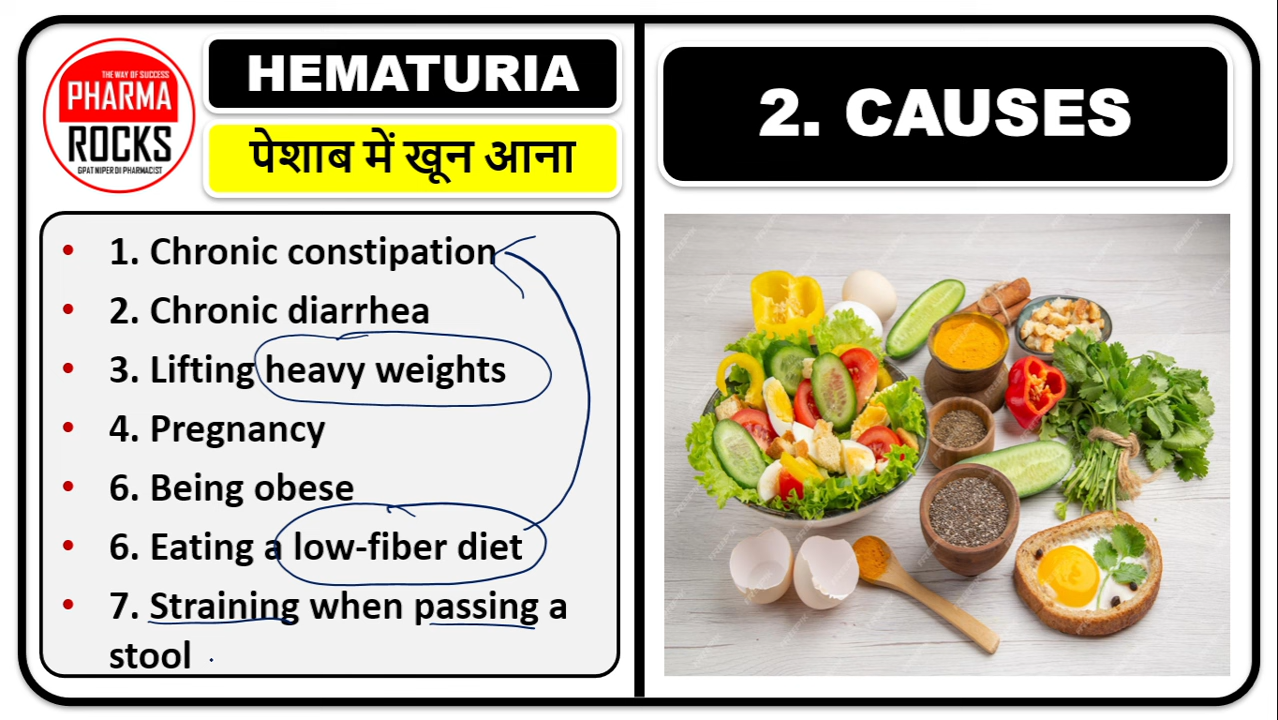 THE WAY OF SUCCESS
PHARMA
ROCKS
GPAT NIPER DI PHARMACIST
HEMATURIA
पेशाब में खून आना
• 1. Chronic constipation
• 2. Chronic diarrhea
• 3. Lifting heavy weights
• 4. Pregnancy
• 6. Being obese
• 6. Eating a low-fiber diet
• 7. Straining when passing a
stool
2. CAUSES